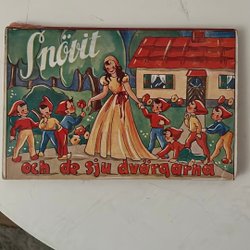 Snövit
och de sju dvärgarna